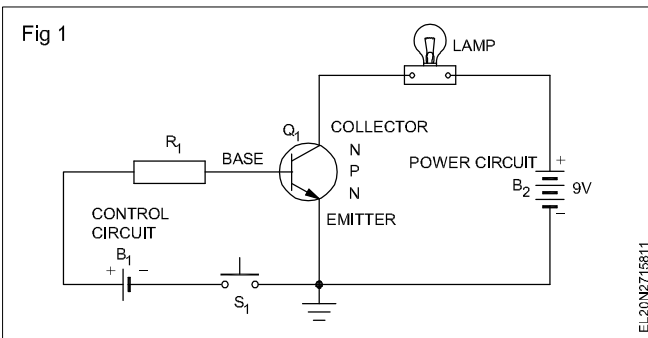 Fig 1
LAMP
Q1
COLLECTOR
R1
BASE
N
P
N
POWER CIRCUIT
+
B2
9V
–
EMITTER
CONTROL
CIRCUIT
B1
+ –
S1
EL20N2715811